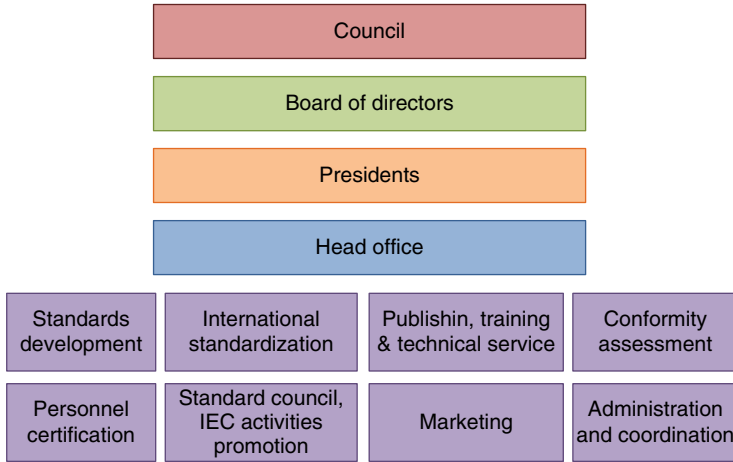 Council
Board of directors
Presidents
Head office
Standards
development
International
standardization
Publishin, training
& technical service
Conformity
assessment
Personnel
certification
Standard council,
IEC activities
promotion
Marketing
Administration
and coordination